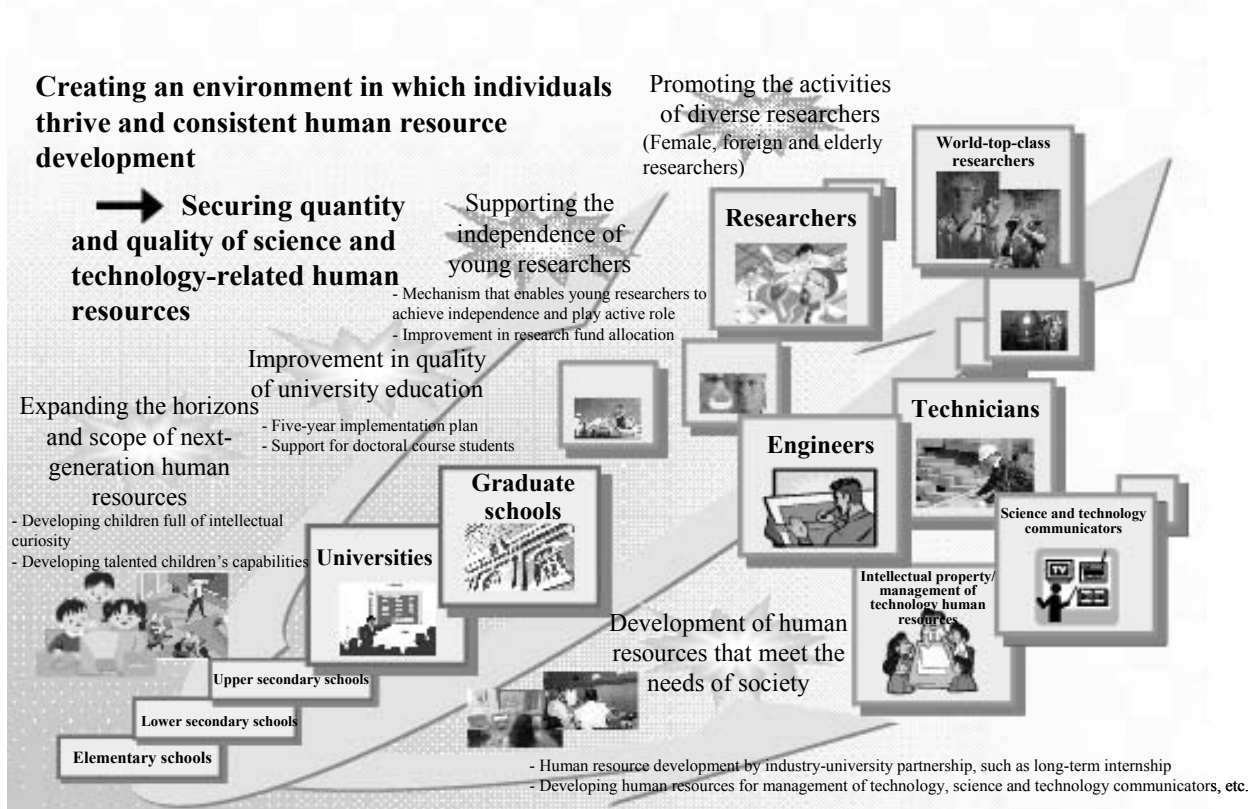 Creating an environment in which individuals
thrive and consistent human resource
development
Securing quantity
and quality of science and
technology-related human
resources
Promoting the activities
of diverse researchers
(Female, foreign and elderly
researchers)
World-top-class
researchers
Researchers
Supporting the
independence of
young researchers
- Mechanism that enables young researchers to
achieve independence and play active role
- Improvement in research fund allocation
Improvement in quality
of university education
- Five-year implementation plan
- Support for doctoral course students
Expanding the horizons
and scope of next-
generation human
resources
- Developing children full of intellectual
curiosity
- Developing talented children's capabilities
Technicians
Engineers
Graduate
schools
Universities
Science and technology
communicators
TV
Intellectual property/
management of
technology human
resources
Upper secondary schools
Lower secondary schools
Elementary schools
Development of human
resources that meet the
needs of society
- Human resource development by industry-university partnership, such as long-term internship
- Developing human resources for management of technology, science and technology communicators, etc.